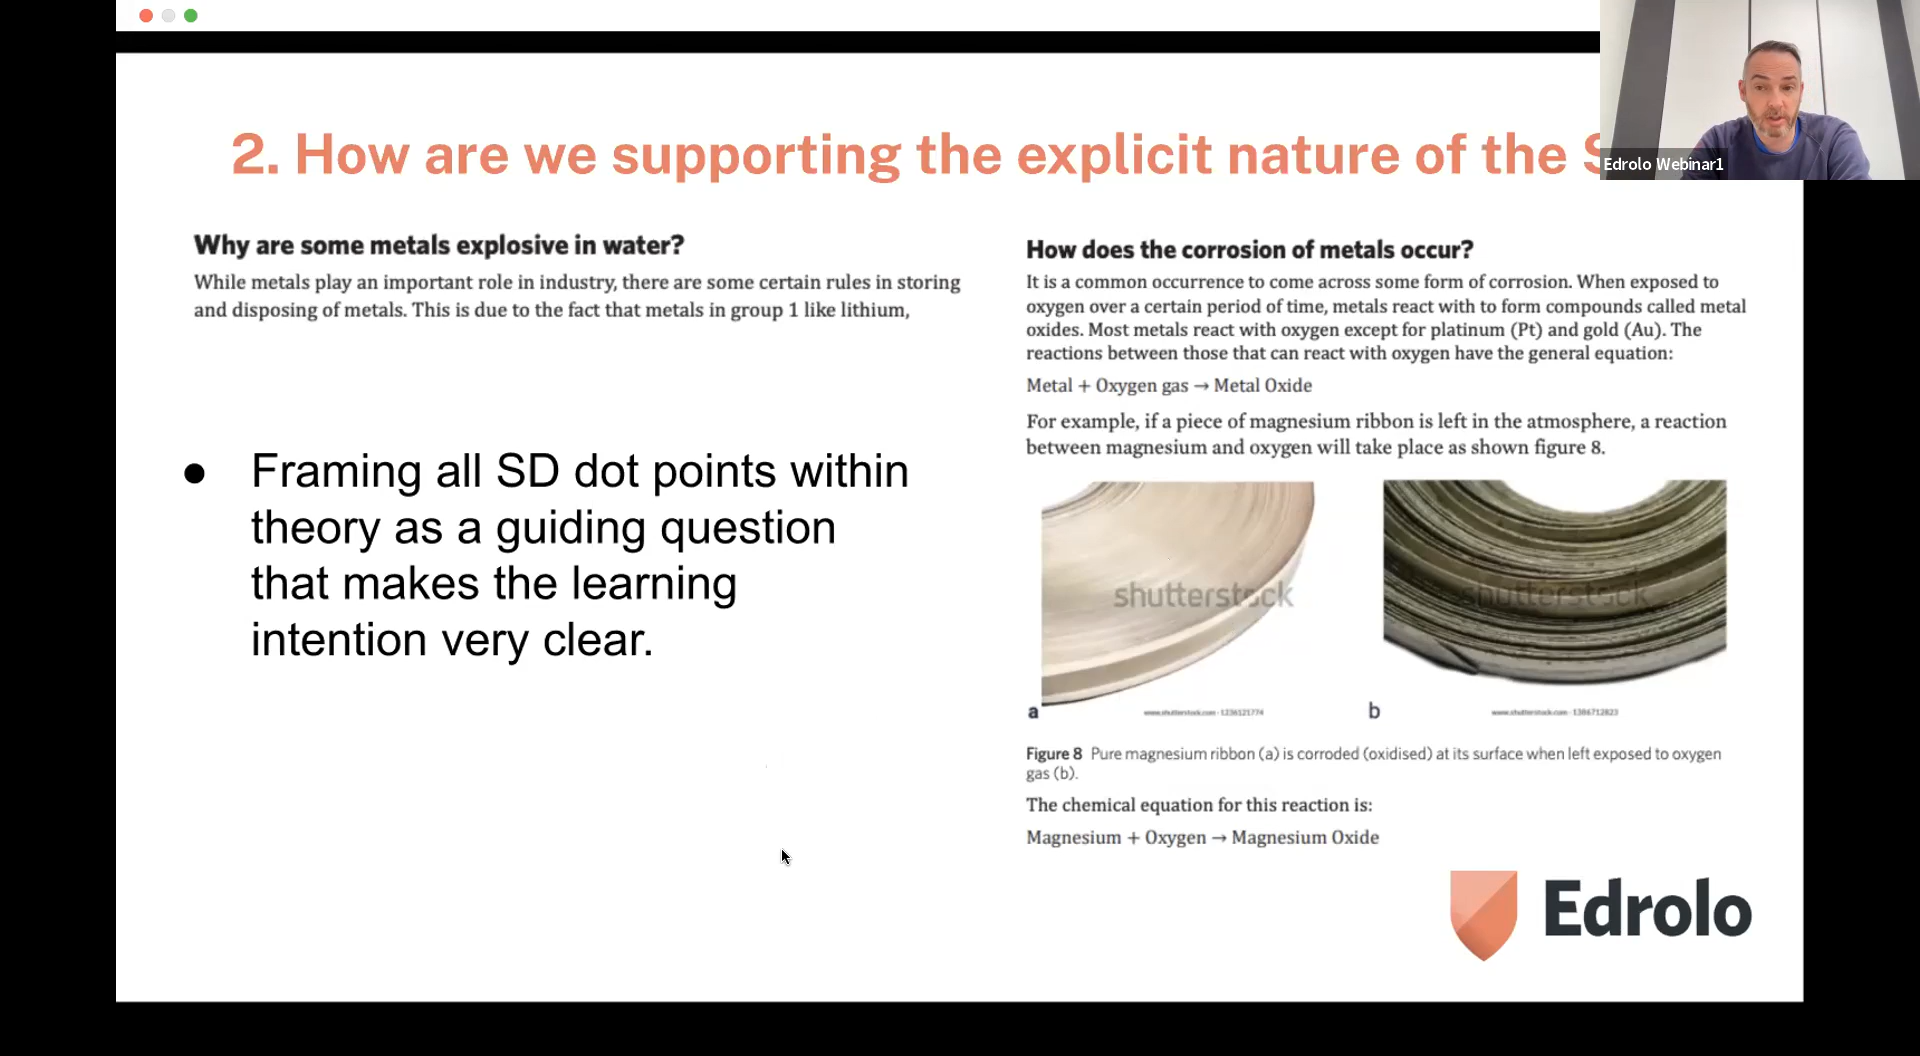 2. How are we supporting the explicit nature of the
Edrolo Webinar1
Why are some metals explosive in water?
While metals play an important role in industry, there are some certain rules in storing
and disposing of metals. This is due to the fact that metals in group 1 like lithium,
● Framing all SD dot points within
theory as a guiding question
that makes the learning
intention very clear.
How does the corrosion of metals occur?
It is a common occurrence to come across some form of corrosion. When exposed to
oxygen over a certain period of time, metals react with to form compounds called metal
oxides. Most metals react with oxygen except for platinum (Pt) and gold (Au). The
reactions between those that can react with oxygen have the general equation:
Metal + Oxygen gas → Metal Oxide
For example, if a piece of magnesium ribbon is left in the atmosphere, a reaction
between magnesium and oxygen will take place as shown figure 8.
shutterstock
shutterstock
a
www.shutterstock.com · 1236121774
b
www.shutterstock.com · 1386712823
Figure 8 Pure magnesium ribbon (a) is corroded (oxidised) at its surface when left exposed to oxygen
gas (b).
The chemical equation for this reaction is:
Magnesium + Oxygen → Magnesium Oxide
Edrolo